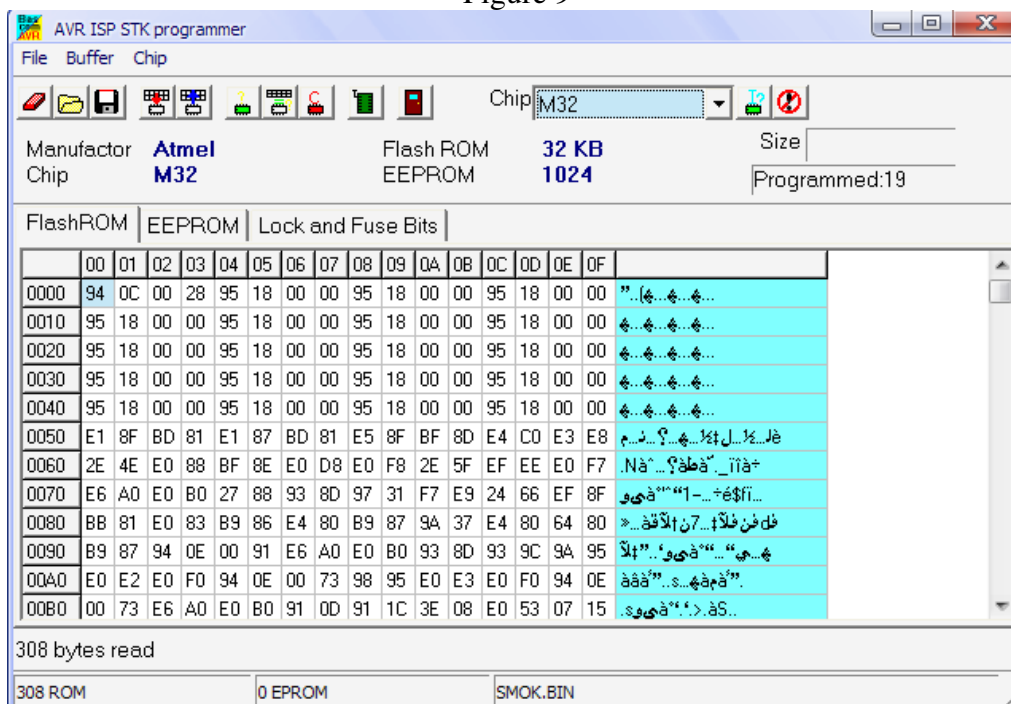 Figure 9
AVR ISP STK programmer
File Buffer Chip
Chip M32
Manufactor Atmel Flash ROM 32 KB Size
Chip M32 EEPROM 1024 Programmed:19
FlashROM EEPROM Lock and Fuse Bits
00 01 02 03 04 05 06 07 08 09 0A 0B 0C 0D 0E 0F
0000 94 0C 00 28 95 18 00 00 95 18 00 00 95 18 00 00
0010 95 18 00 00 95 18 00 00 95 18 00 00 95 18 00 00
0020 95 18 00 00 95 18 00 00 95 18 00 00 95 18 00 00
0030 95 18 00 00 95 18 00 00 95 18 00 00 95 18 00 00
0040 95 18 00 00 95 18 00 00 95 18 00 00 95 18 00 00
0050 E1 8F BD 81 E1 87 BD 81 E5 8F BF 8D E4 C0 E3 E8
0060 2E 4E E0 88 BF 8E E0 D8 E0 F8 2E 5F EF EE E0 F7
0070 E6 A0 E0 B0 27 88 93 8D 97 31 F7 E9 24 66 EF 8F
0080 BB 81 E0 83 B9 86 E4 80 B9 87 9A 37 E4 80 64 80
0090 B9 87 94 0E 00 91 E6 A0 E0 B0 93 8D 93 9C 9A 95
00A0 E0 E2 E0 F0 94 0E 00 73 98 95 E0 E3 E0 F0 94 0E
00B0 00 73 E6 A0 E0 B0 91 0D 91 1C 3E 08 E0 53 07 15
308 bytes read
308 ROM 0 EPROM SMOK.BIN